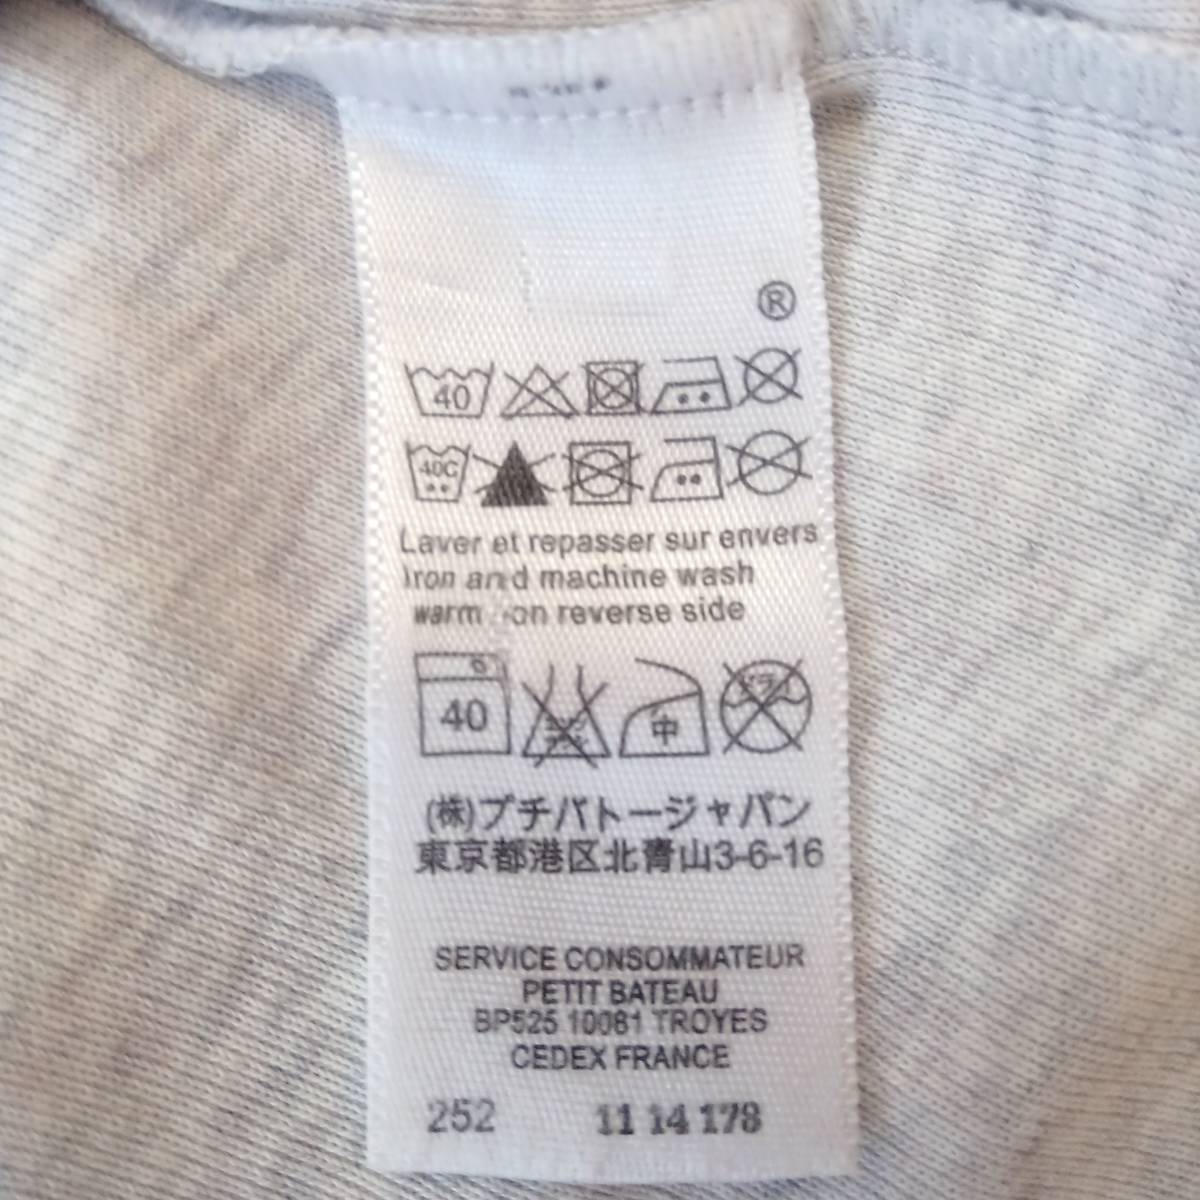 ®
40
40C
Laver et repasser sur envers
Iron and machine wash
warm on reverse side
40 中
(株)プチバトージャパン
東京都港区北青山3-6-16
SERVICE CONSOMMATEUR
PETIT BATEAU
BP525 10081 TROYES
CEDEX FRANCE
252 11 14 178